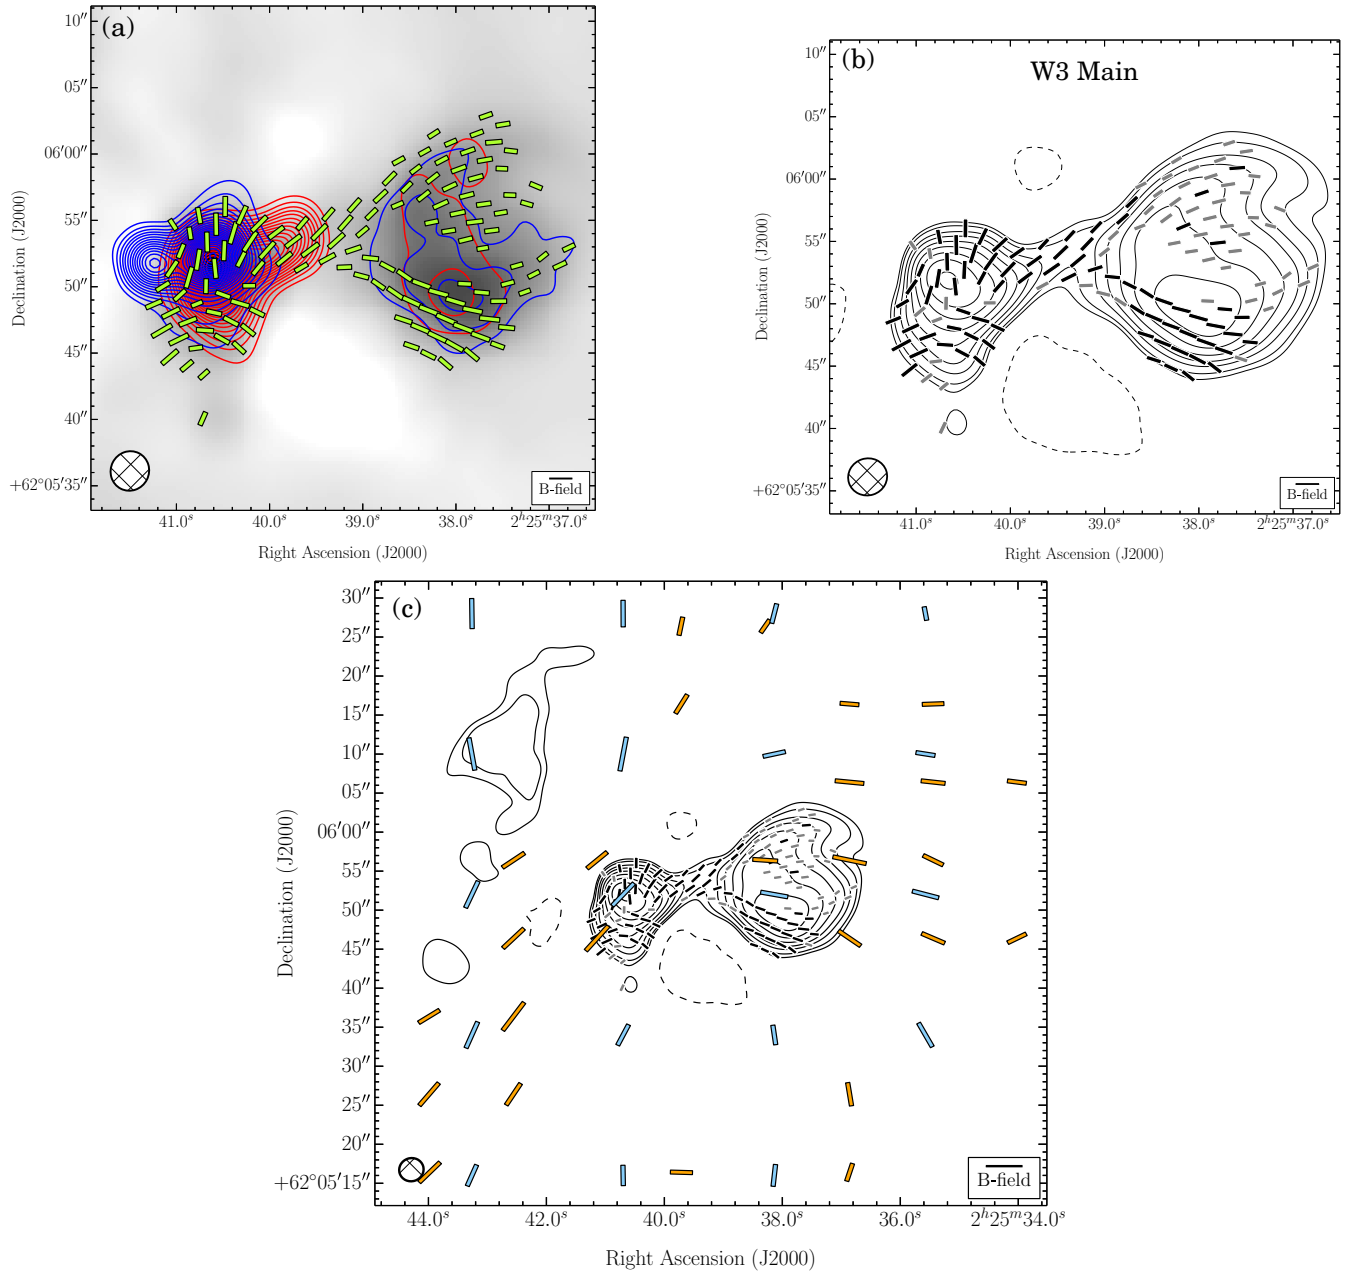 (a)
10″
05″
06′00″
55″
50″
45″
40″
+62°05′35″
Declination (J2000)
B-field
41.0ˢ 40.0ˢ 39.0ˢ 38.0ˢ 2ʰ25ᵐ37.0ˢ
Right Ascension (J2000)
(b)
W3 Main
10″
05″
06′00″
55″
50″
45″
40″
+62°05′35″
Declination (J2000)
B-field
41.0ˢ 40.0ˢ 39.0ˢ 38.0ˢ 2ʰ25ᵐ37.0ˢ
Right Ascension (J2000)
(c)
30″
25″
20″
15″
10″
05″
06′00″
55″
50″
45″
40″
35″
30″
25″
20″
+62°05′15″
Declination (J2000)
B-field
44.0ˢ 42.0ˢ 40.0ˢ 38.0ˢ 36.0ˢ 2ʰ25ᵐ34.0ˢ
Right Ascension (J2000)